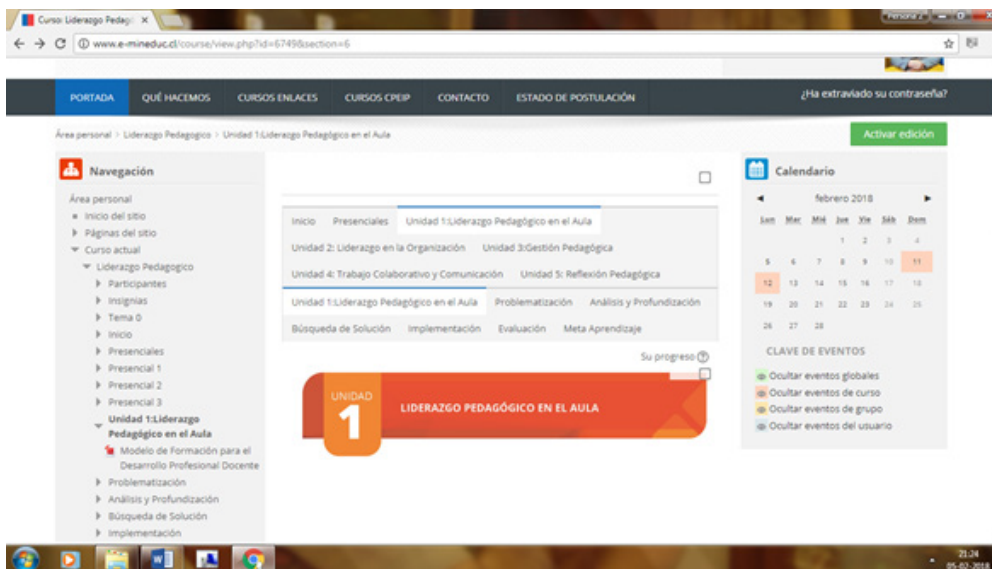 Curso: Liderazgo Pedagó
Persona 2
www.e-mineduc.cl/course/view.php?id=6749&section=6
PORTADA QUÉ HACEMOS CURSOS ENLACES CURSOS CPEIP CONTACTO ESTADO DE POSTULACIÓN ¿Ha extraviado su contraseña?
Área personal > Liderazgo Pedagogico > Unidad 1:Liderazgo Pedagógico en el Aula
Activar edición
Navegación
Área personal
Inicio del sitio
Páginas del sitio
Curso actual
Liderazgo Pedagogico
Participantes
Insignias
Tema 0
Inicio
Presenciales
Presencial 1
Presencial 2
Presencial 3
Unidad 1:Liderazgo
Pedagógico en el Aula
Modelo de Formación para el
Desarrollo Profesional Docente
Problematización
Análisis y Profundización
Búsqueda de Solución
Implementación
Inicio Presenciales Unidad 1:Liderazgo Pedagógico en el Aula
Unidad 2: Liderazgo en la Organización Unidad 3:Gestión Pedagógica
Unidad 4: Trabajo Colaborativo y Comunicación Unidad 5: Reflexión Pedagógica
Unidad 1:Liderazgo Pedagógico en el Aula Problematización Análisis y Profundización
Búsqueda de Solución Implementación Evaluación Meta Aprendizaje
Su progreso
UNIDAD
1
LIDERAZGO PEDAGÓGICO EN EL AULA
Calendario
febrero 2018
Lun Mar Mié Jue Vie Sáb Dom
1 2 3 4
5 6 7 8 9 10 11
12 13 14 15 16 17 18
19 20 21 22 23 24 25
26 27 28
CLAVE DE EVENTOS
Ocultar eventos globales
Ocultar eventos de curso
Ocultar eventos de grupo
Ocultar eventos del usuario
21:24
05-02-2018